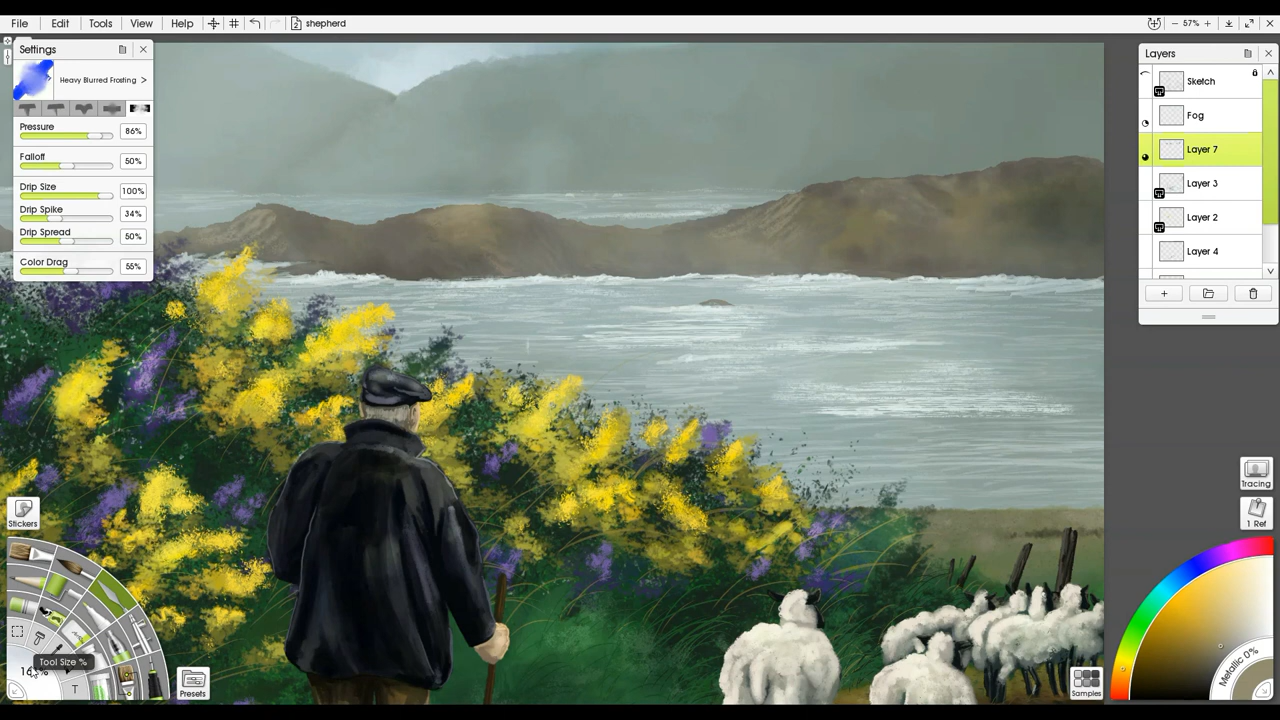 File Edit Tools View Help shepherd 57%
Settings
Heavy Blurred Frosting >
Pressure 86%
Falloff 50%
Drip Size 100%
Drip Spike 34%
Drip Spread 50%
Color Drag 55%
Layers
Sketch
Fog
Layer 7
Layer 3
Layer 2
Layer 4
Tracing
1 Ref
Stickers
Tool Size %
T
Presets
Samples
Metallic 0%